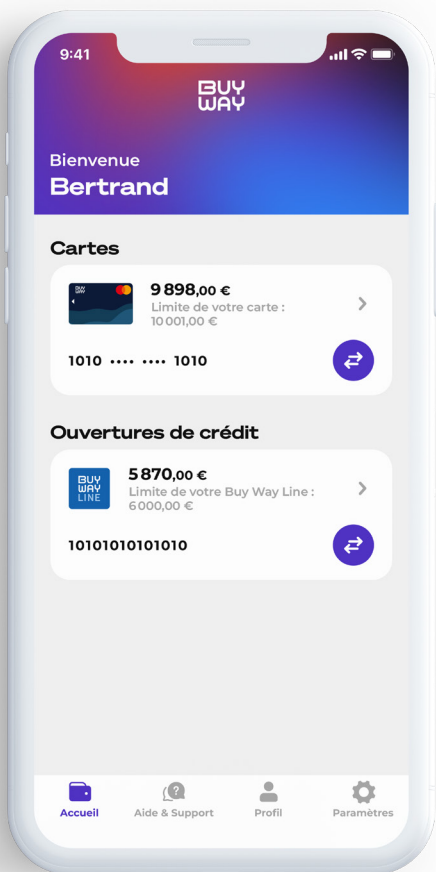 9:41
BUY
WAY
Bienvenue
Bertrand
Cartes
BUY
WAY
9 898,00 €
Limite de votre carte :
10 001,00 €
1010 •••• •••• 1010
Ouvertures de crédit
BUY
WAY
LINE
5 870,00 €
Limite de votre Buy Way Line :
6 000,00 €
10101010101010
Accueil
Aide & Support
Profil
Paramètres